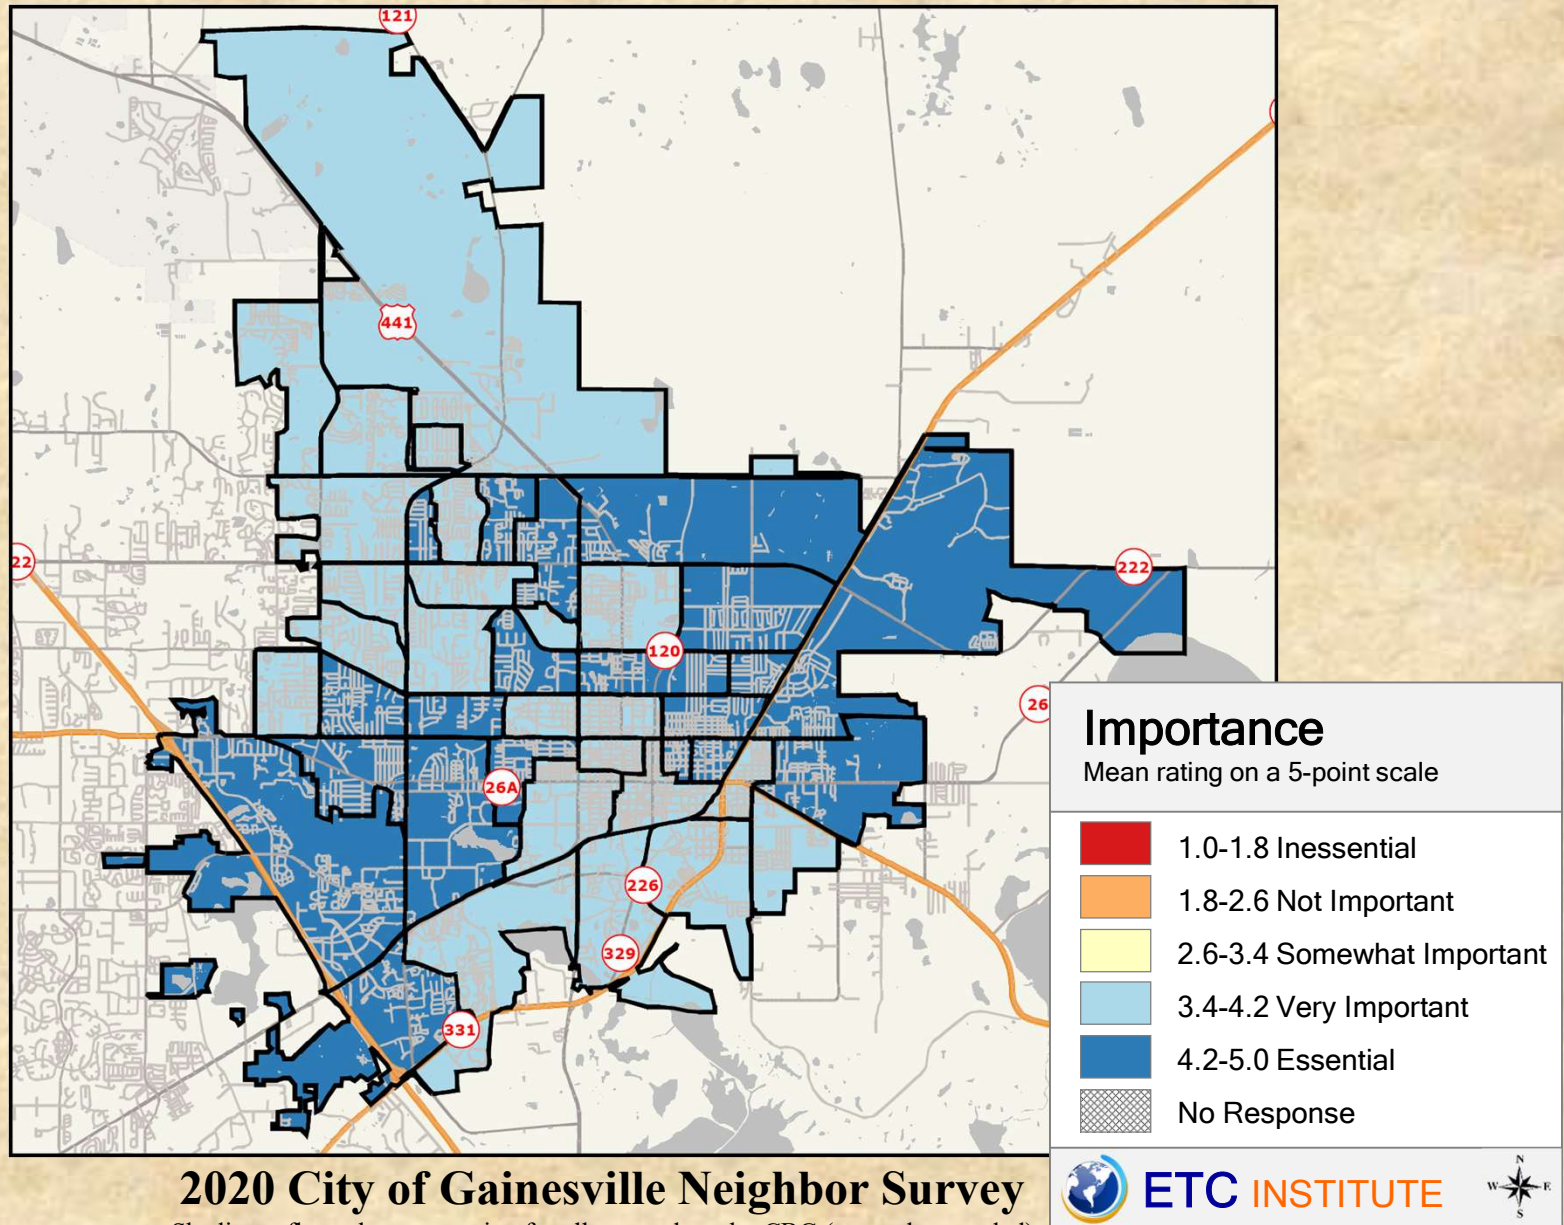 121
441
22
222
120
26
26A
226
329
331
Importance
Mean rating on a 5-point scale
1.0-1.8 Inessential
1.8-2.6 Not Important
2.6-3.4 Somewhat Important
3.4-4.2 Very Important
4.2-5.0 Essential
No Response
ETC INSTITUTE
N
W E
S
2020 City of Gainesville Neighbor Survey